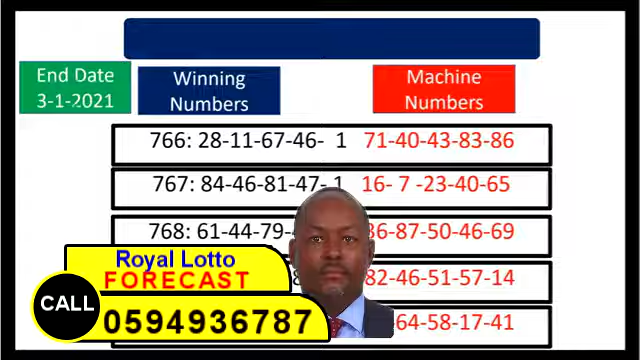 End Date
3-1-2021
Winning
Numbers
Machine
Numbers
766: 28-11-67-46- 1 71-40-43-83-86
767: 84-46-81-47- 1 16- 7 -23-40-65
768: 61-44-79- 36-87-50-46-69
82-46-51-57-14
64-58-17-41
Royal Lotto
FORECAST
CALL
0594936787